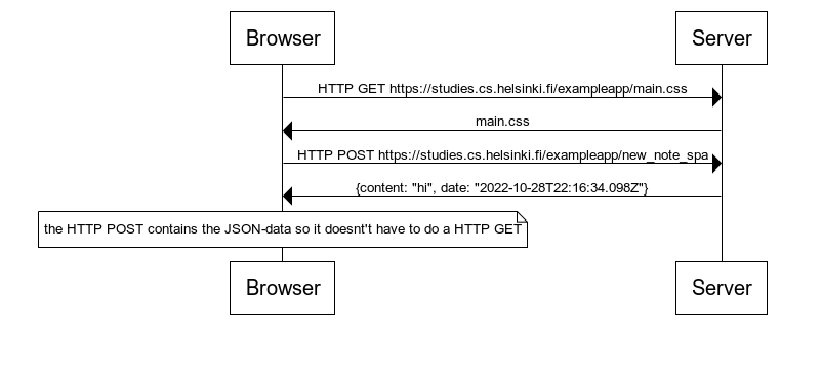 Browser
Server
HTTP GET https://studies.cs.helsinki.fi/exampleapp/main.css
main.css
HTTP POST https://studies.cs.helsinki.fi/exampleapp/new_note_spa
{content: "hi", date: "2022-10-28T22:16:34.098Z"}
the HTTP POST contains the JSON-data so it doesnt't have to do a HTTP GET
Browser
Server